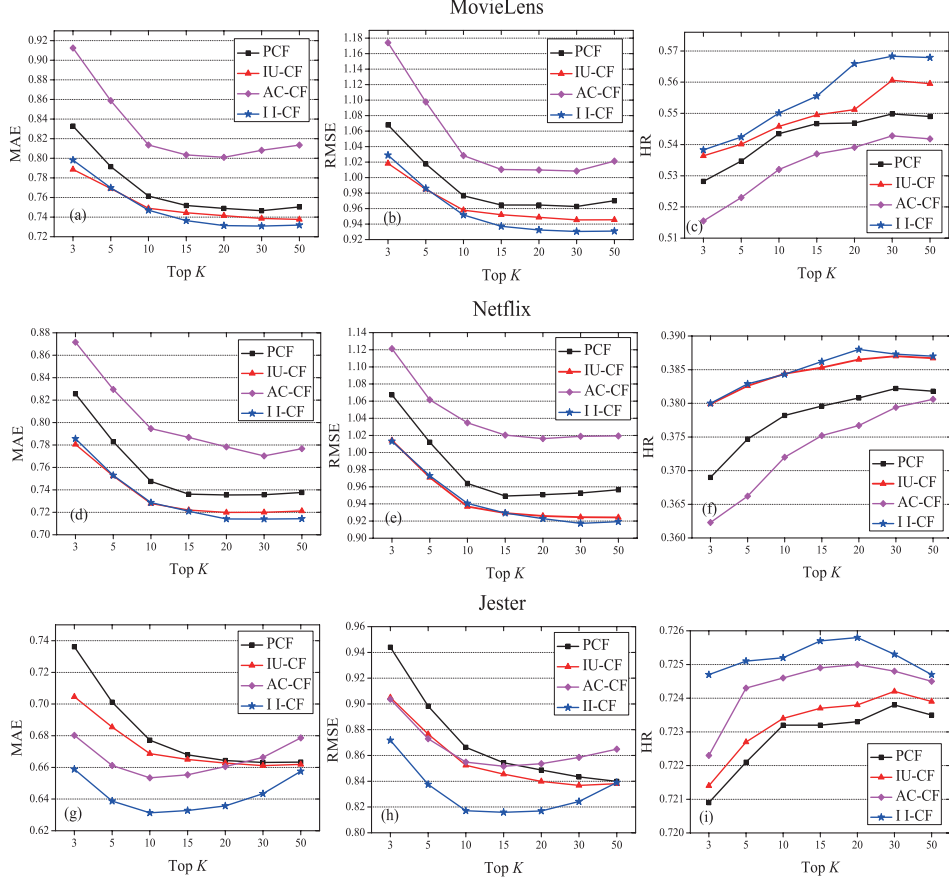 MovieLens
0.92
0.90
0.88
0.86
0.84
0.82
0.80
0.78
0.76
0.74
0.72
MAE
PCF
IU-CF
AC-CF
I I-CF
(a)
3 5 10 15 20 30 50
Top K
1.18
1.16
1.14
1.12
1.10
1.08
1.06
1.04
1.02
1.00
0.98
0.96
0.94
0.92
RMSE
PCF
IU-CF
AC-CF
I I-CF
(b)
3 5 10 15 20 30 50
Top K
0.57
0.56
0.55
0.54
0.53
0.52
0.51
HR
PCF
IU-CF
AC-CF
I I-CF
(c)
3 5 10 15 20 30 50
Top K
Netflix
0.88
0.86
0.84
0.82
0.80
0.78
0.76
0.74
0.72
0.70
MAE
PCF
IU-CF
AC-CF
I I-CF
(d)
3 5 10 15 20 30 50
Top K
1.14
1.12
1.10
1.08
1.06
1.04
1.02
1.00
0.98
0.96
0.94
0.92
0.90
RMSE
PCF
IU-CF
AC-CF
I I-CF
(e)
3 5 10 15 20 30 50
Top K
0.390
0.385
0.380
0.375
0.370
0.365
0.360
HR
PCF
IU-CF
AC-CF
I I-CF
(f)
3 5 10 15 20 30 50
Top K
Jester
0.74
0.72
0.70
0.68
0.66
0.64
0.62
MAE
PCF
IU-CF
AC-CF
I I-CF
(g)
3 5 10 15 20 30 50
Top K
0.96
0.94
0.92
0.90
0.88
0.86
0.84
0.82
0.80
RMSE
PCF
IU-CF
AC-CF
II-CF
(h)
3 5 10 15 20 30 50
Top K
0.726
0.725
0.724
0.723
0.722
0.721
0.720
HR
PCF
IU-CF
AC-CF
I I-CF
(i)
3 5 10 15 20 30 50
Top K